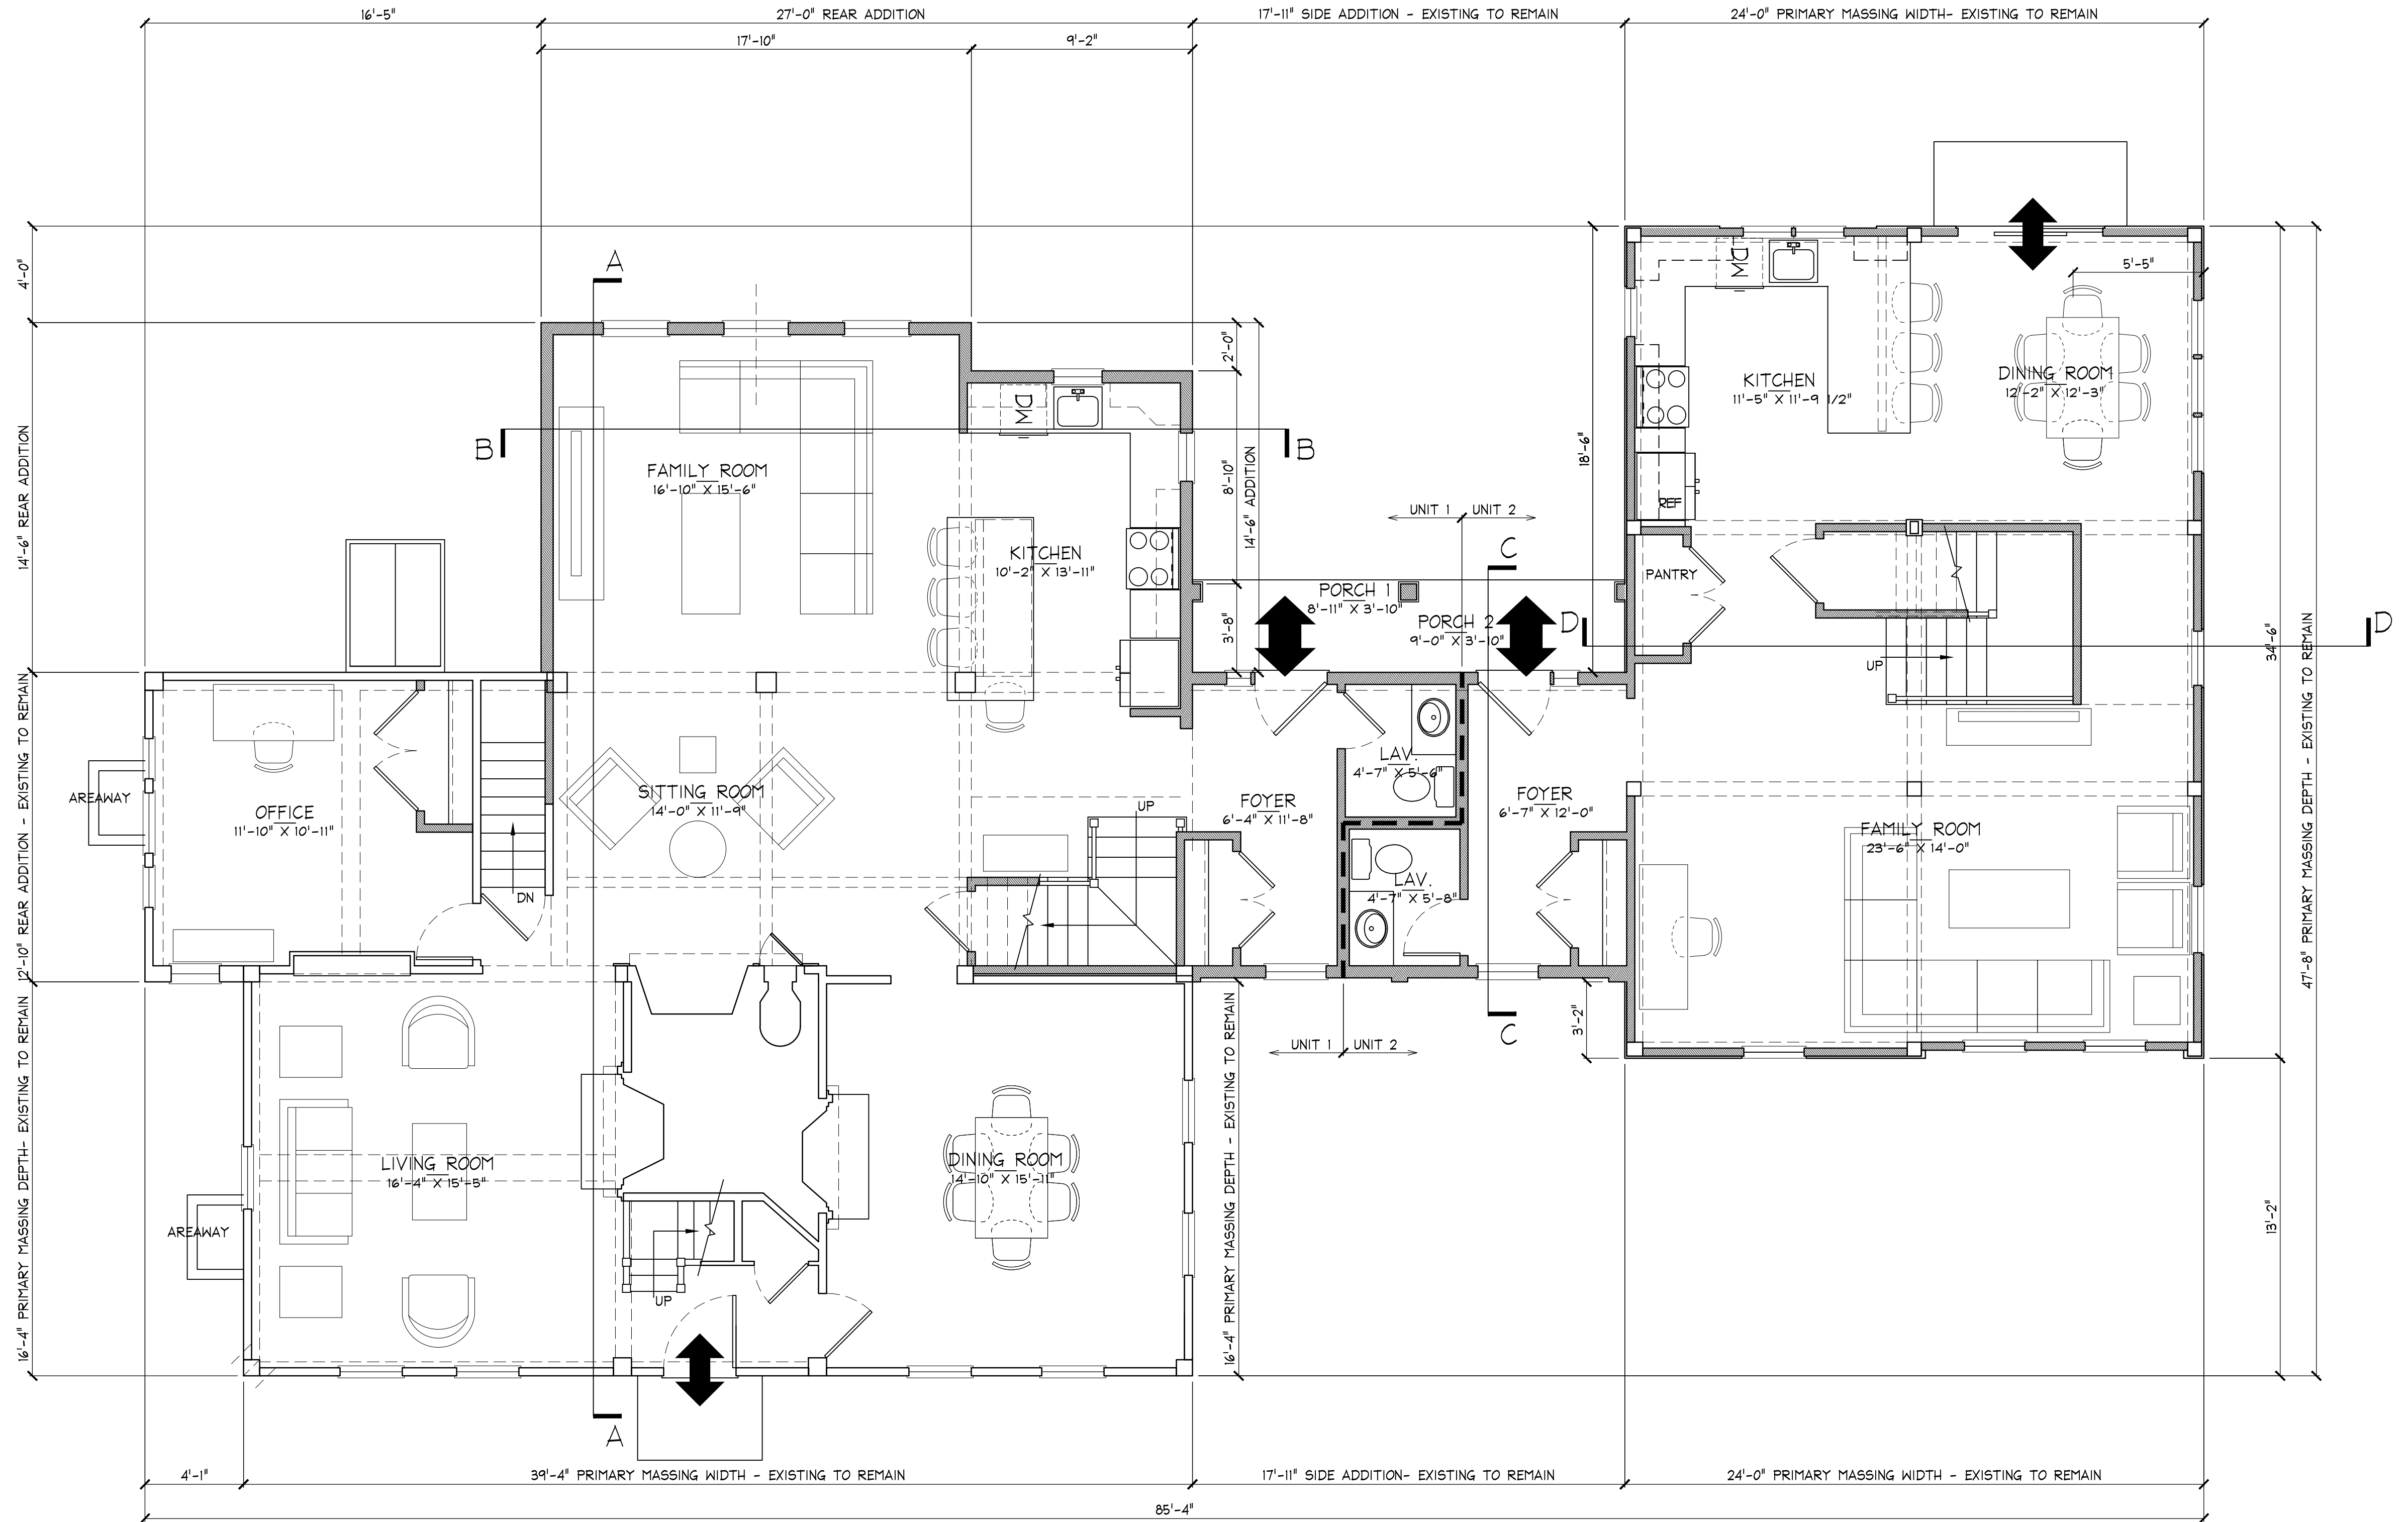 16'-5"
27'-0" REAR ADDITION
17'-11" SIDE ADDITION - EXISTING TO REMAIN
24'-0" PRIMARY MASSING WIDTH- EXISTING TO REMAIN
17'-10"
9'-2"
4'-0"
14'-6" REAR ADDITION
12'-10" REAR ADDITION - EXISTING TO REMAIN
16'-4" PRIMARY MASSING DEPTH- EXISTING TO REMAIN
A
B
B
FAMILY ROOM
16'-10" X 15'-6"
DW
KITCHEN
10'-2" X 13'-11"
2'-0"
8'-10"
14'-6" ADDITION
3'-8"
18'-6"
UNIT 1
UNIT 2
C
PORCH 1
8'-11" X 3'-10"
PORCH 2
9'-0" X 3'-10"
D
D
DW
KITCHEN
11'-5" X 11'-9 1/2"
REF
DINING ROOM
12'-2" X 12'-3"
5'-5"
PANTRY
UP
34'-6"
47'-8" PRIMARY MASSING DEPTH - EXISTING TO REMAIN
AREAWAY
OFFICE
11'-10" X 10'-11"
DN
SITTING ROOM
14'-0" X 11'-9"
UP
FOYER
6'-4" X 11'-8"
LAV.
4'-7" X 5'-6"
LAV.
4'-7" X 5'-8"
FOYER
6'-7" X 12'-0"
FAMILY ROOM
23'-6" X 14'-0"
3'-2"
UNIT 1
UNIT 2
C
16'-4" PRIMARY MASSING DEPTH - EXISTING TO REMAIN
13'-2"
AREAWAY
LIVING ROOM
16'-4" X 15'-5"
UP
DINING ROOM
14'-10" X 15'-11"
A
4'-1"
39'-4" PRIMARY MASSING WIDTH - EXISTING TO REMAIN
17'-11" SIDE ADDITION- EXISTING TO REMAIN
24'-0" PRIMARY MASSING WIDTH - EXISTING TO REMAIN
85'-4"